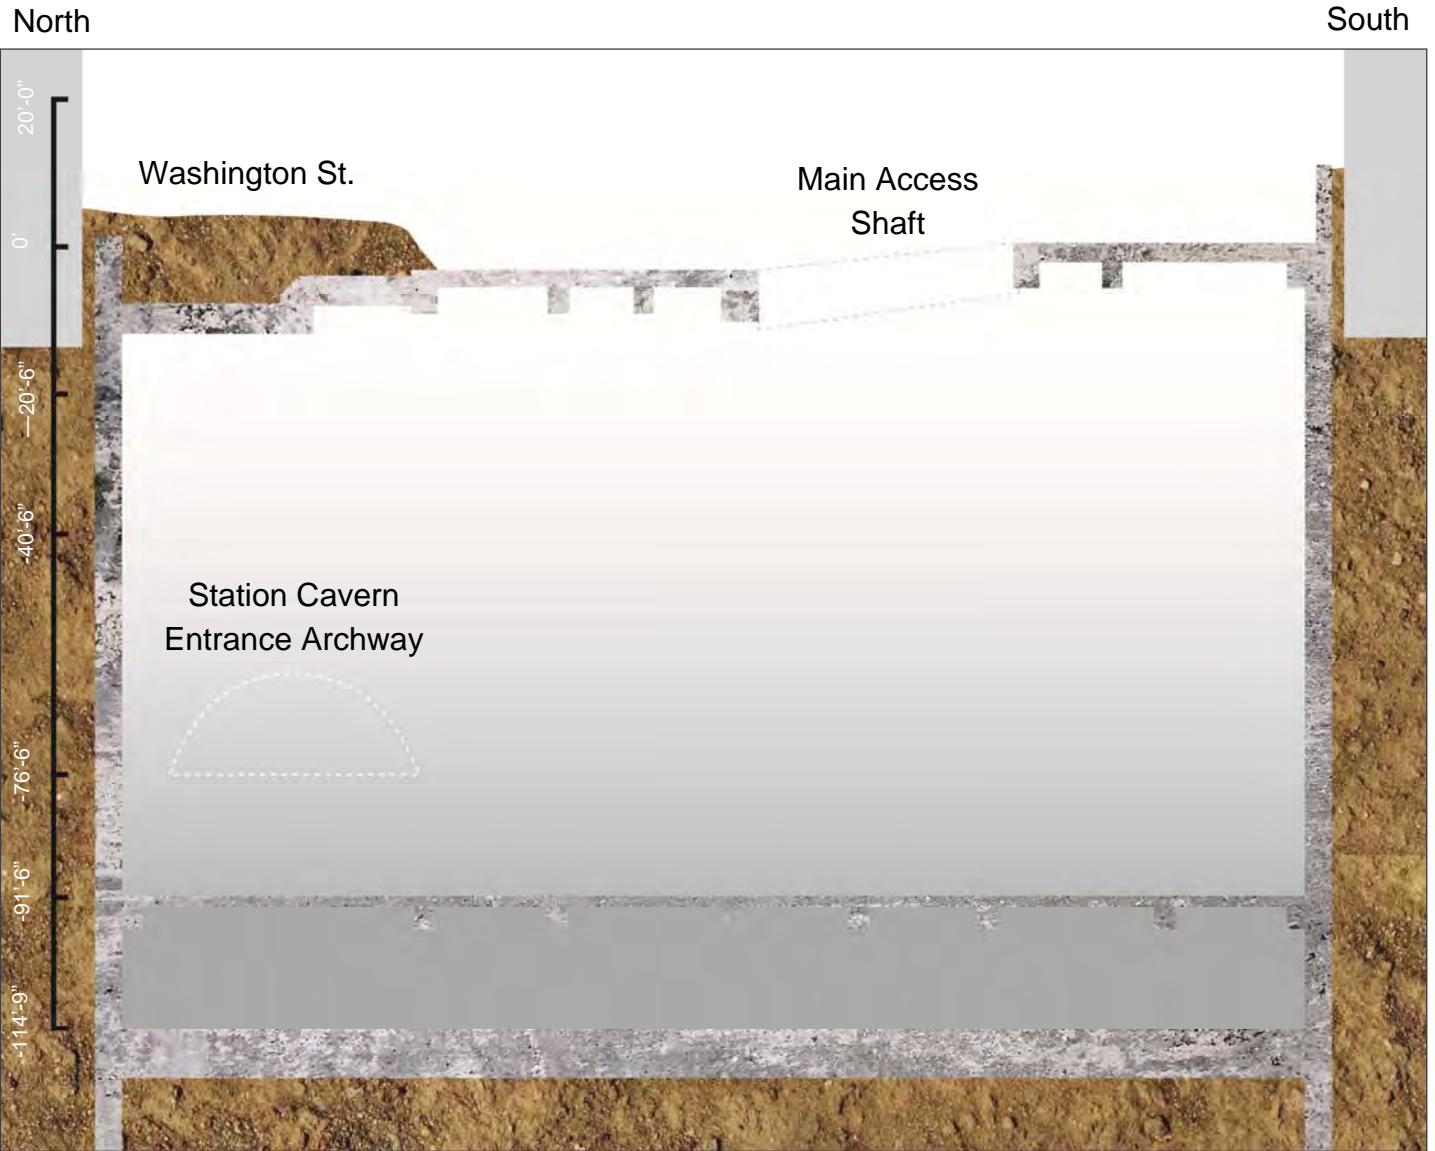 North
South
20'-0"
Washington St.
Main Access
Shaft
0'
—20'-6"
-40'-6"
Station Cavern
Entrance Archway
-76'-6"
-91'-6"
-114'-9"